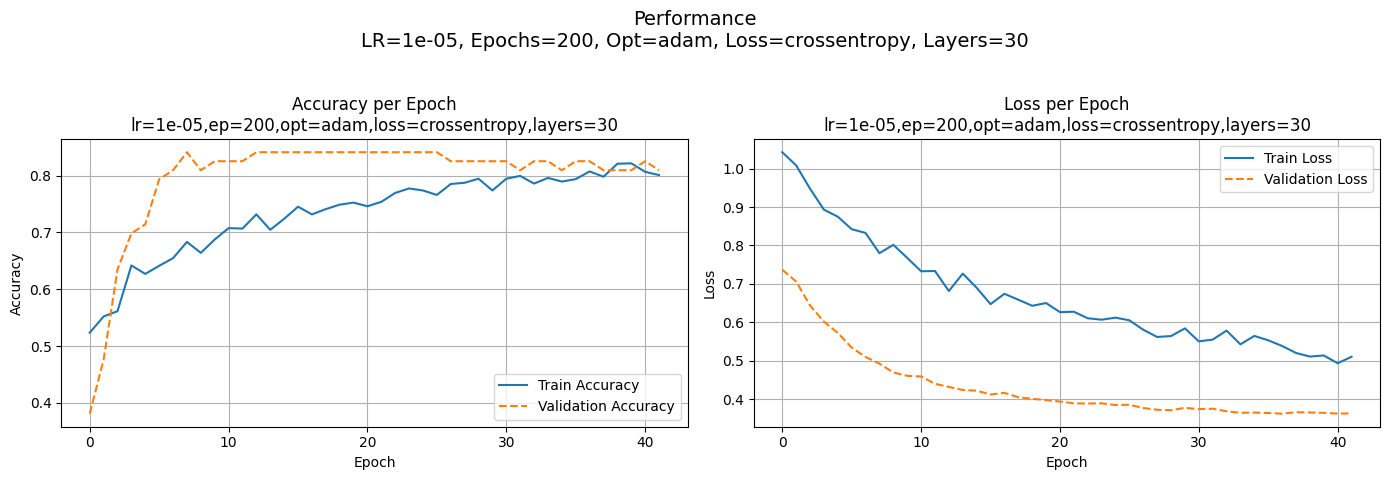 Performance
LR=1e-05, Epochs=200, Opt=adam, Loss=crossentropy, Layers=30
Accuracy per Epoch
lr=1e-05,ep=200,opt=adam,loss=crossentropy,layers=30
0.8
0.7
0.6
0.5
0.4
Accuracy
Train Accuracy
Validation Accuracy
0
10
20
30
40
Epoch
Loss per Epoch
lr=1e-05,ep=200,opt=adam,loss=crossentropy,layers=30
1.0
0.9
0.8
0.7
0.6
0.5
0.4
Loss
Train Loss
Validation Loss
0
10
20
30
40
Epoch